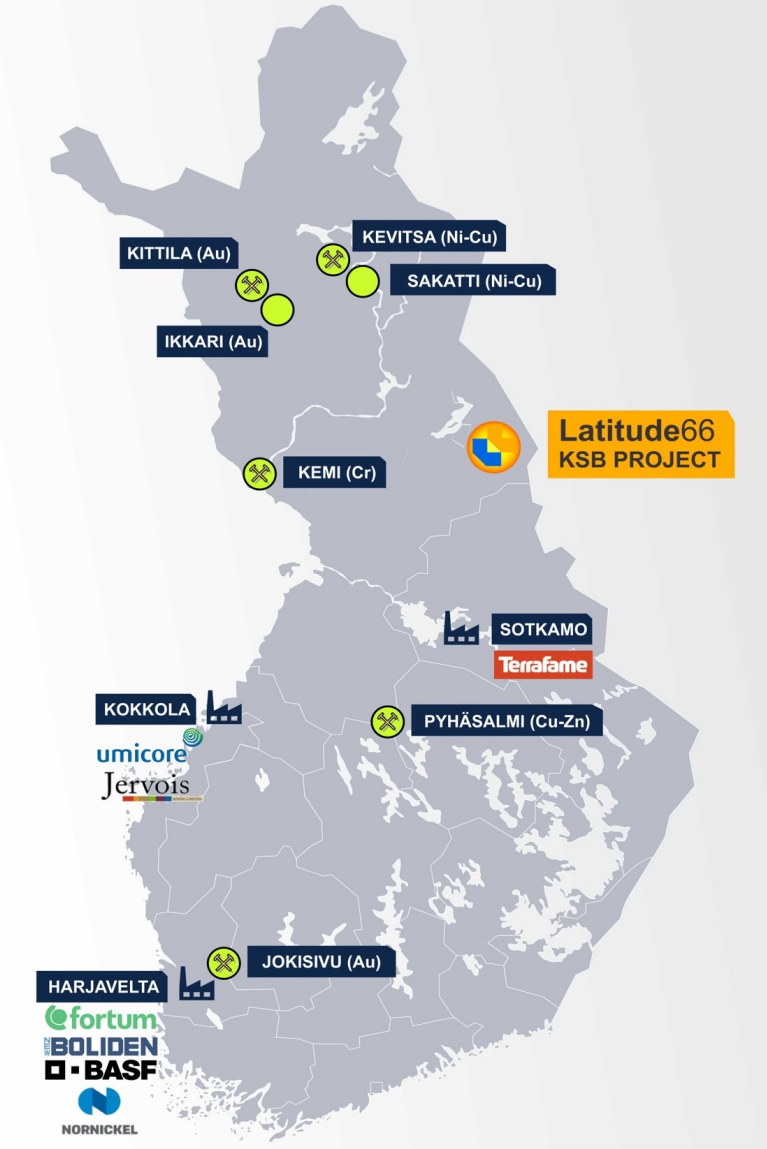 KEVITSA (Ni-Cu)
KITTILA (Au)
SAKATTI (Ni-Cu)
IKKARI (Au)
Latitude66
KSB PROJECT
KEMI (Cr)
SOTKAMO
Terrafame
KOKKOLA
PYHÄSALMI (Cu-Zn)
umicore
Jervois
JOKISIVU (Au)
HARJAVELTA
fortum
BOLIDEN
BASF
NORNICKEL